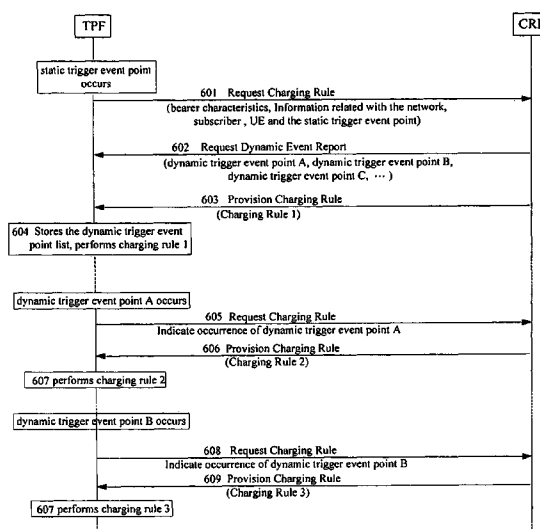 TPF
CRF
static trigger event point
occurs
601 Request Charging Rule
(bearer characteristics, Information related with the network,
subscriber , UE and the static trigger event point)
602 Request Dynamic Event Report
(dynamic trigger event point A, dynamic trigger event point B,
dynamic trigger event point C, ··· )
603 Provision Charging Rule
(Charging Rule 1)
604 Stores the dynamic trigger event
point list, performs charging rule 1
dynamic trigger event point A occurs
605 Request Charging Rule
Indicate occurrence of dynamic trigger event point A
606 Provision Charging Rule
(Charging Rule 2)
607 performs charging rule 2
dynamic trigger event point B occurs
608 Request Charging Rule
Indicate occurrence of dynamic trigger event point B
609 Provision Charging Rule
(Charging Rule 3)
607 performs charging rule 3